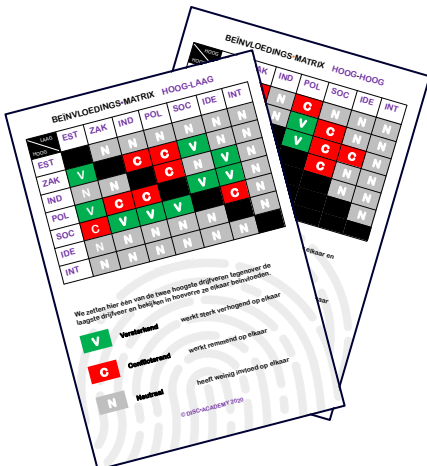 BEÏNVLOEDINGS-MATRIX HOOG-HOOG
HOOG
IND POL SOC IDE INT
BEÏNVLOEDINGS-MATRIX HOOG-LAAG
LAAG
HOOG
EST ZAK IND POL SOC IDE INT
EST N N N N N N
ZAK V C C V N N
IND N N C N V N
POL V C C V V N
SOC C V V V C N
IDE N N N N N N
INT N N N N N N
We zetten hier één van de twee hoogste drijfveren tegenover de
laagste drijfveer en bekijken in hoeverre ze elkaar beïnvloeden.
V Versterkend werkt sterk verhogend op elkaar
C Conflicterend werkt remmend op elkaar
N Neutraal heeft weinig invloed op elkaar
© DISC-ACADEMY 2020
elkaar en